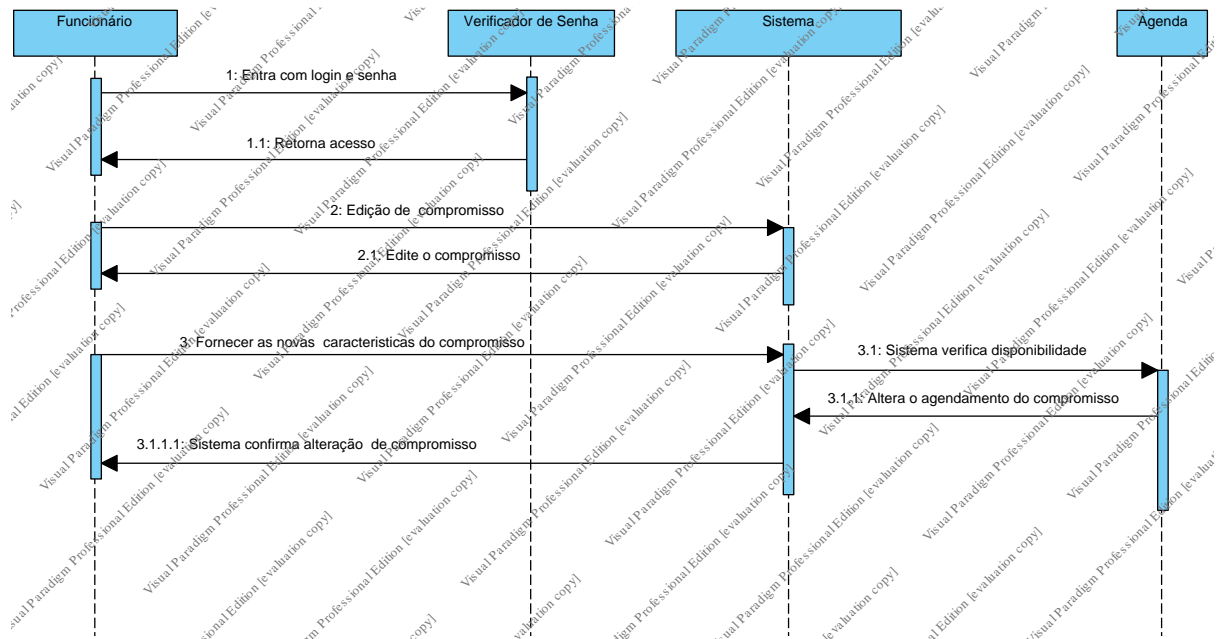 Funcionário
Verificador de Senha
Sistema
Agenda
1: Entra com login e senha
1.1: Retorna acesso
2: Edição de  compromisso
2.1: Edite o compromisso
3: Fornecer as novas  caracteristicas do compromisso
3.1: Sistema verifica disponibilidade
3.1.1: Altera o agendamento do compromisso
3.1.1.1: Sistema confirma alteração  de compromisso
Visual Paradigm Professional Edition [evaluation copy]